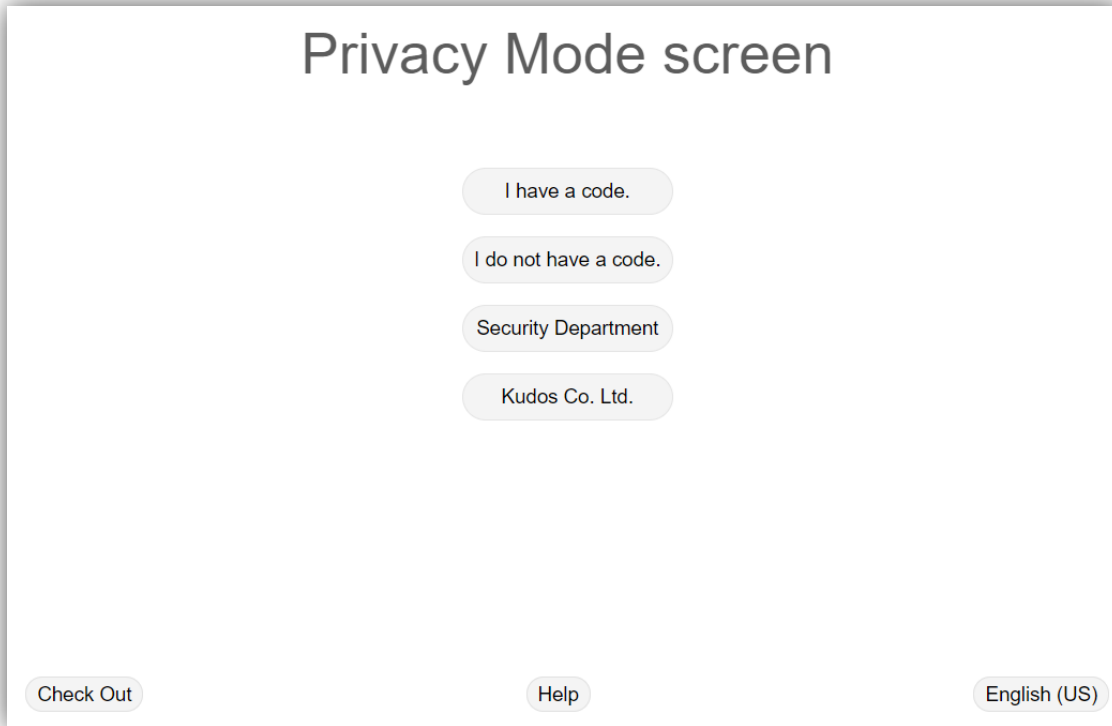 Privacy Mode screen
I have a code.
I do not have a code.
Security Department
Kudos Co. Ltd.
Check Out
Help
English (US)